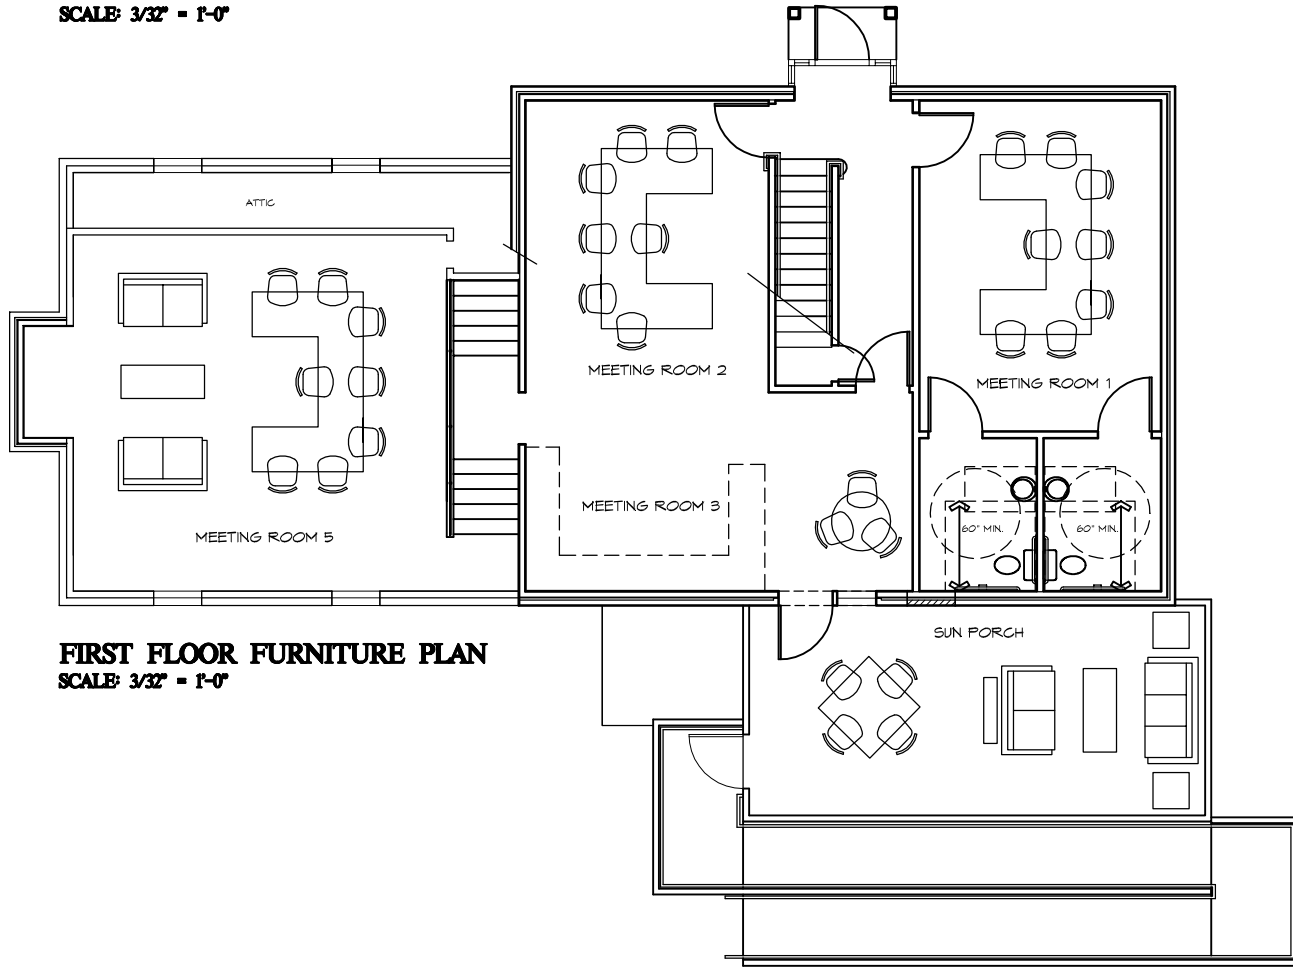 SCALE: 3/32" = 1'-0"
ATTIC
MEETING ROOM 2
MEETING ROOM 1
MEETING ROOM 3
MEETING ROOM 5
60" MIN.
60" MIN.
SUN PORCH
FIRST FLOOR FURNITURE PLAN
SCALE: 3/32" = 1'-0"